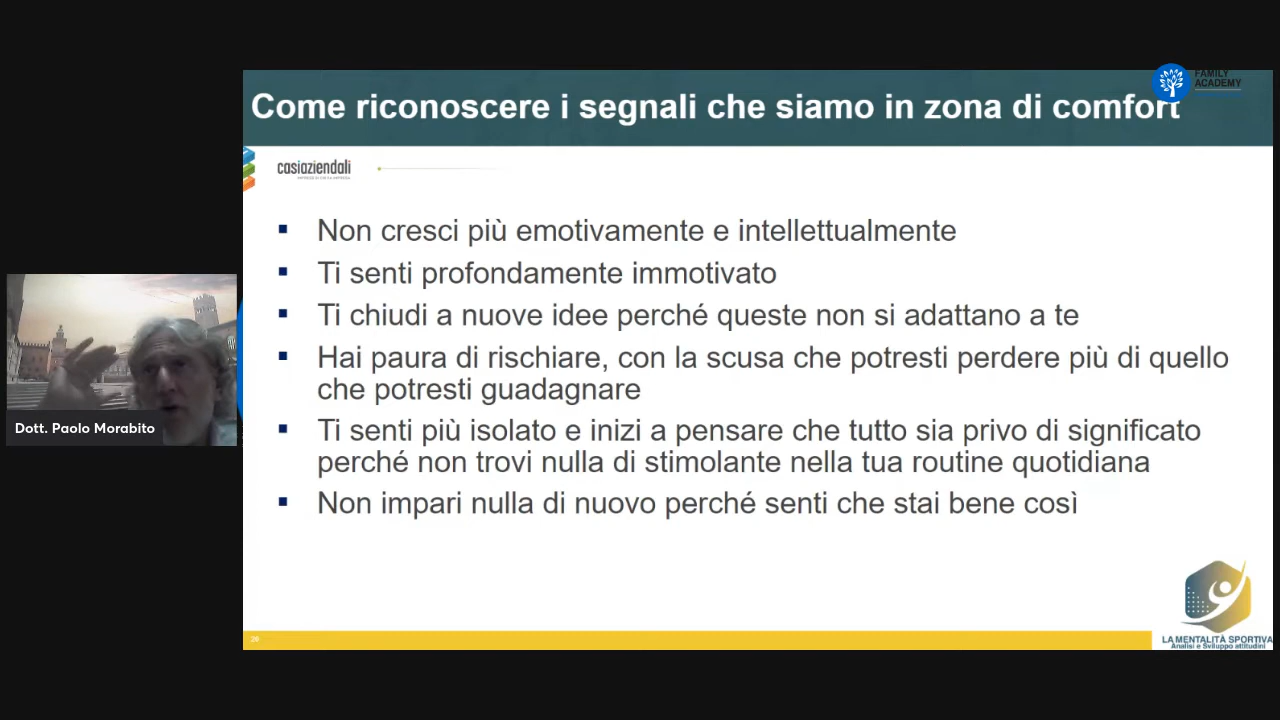 FAMILY
ACADEMY
Come riconoscere i segnali che siamo in zona di comfort
casiaziendali
Non cresci più emotivamente e intellettualmente
Ti senti profondamente immotivato
Ti chiudi a nuove idee perché queste non si adattano a te
Hai paura di rischiare, con la scusa che potresti perdere più di quello
che potresti guadagnare
Ti senti più isolato e inizi a pensare che tutto sia privo di significato
perché non trovi nulla di stimolante nella tua routine quotidiana
Non impari nulla di nuovo perché senti che stai bene così
Dott. Paolo Morabito
LA MENTALITÀ SPORTIVA
Analisi e Sviluppo attitudini